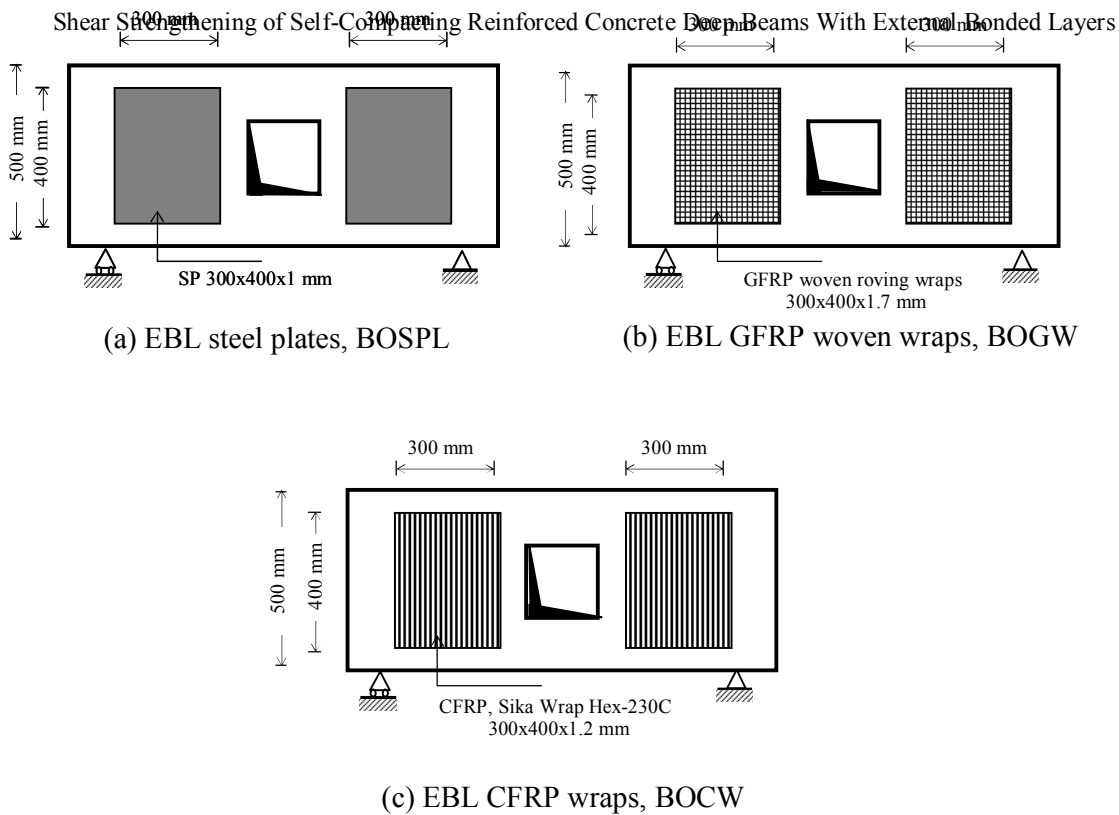 Shear Strengthening of Self-Compacting Reinforced Concrete Deep Beams With External Bonded Layers
300 mm
300 mm
500 mm
400 mm
SP 300x400x1 mm
(a) EBL steel plates, BOSPL
300 mm
300 mm
500 mm
400 mm
GFRP woven roving wraps
300x400x1.7 mm
(b) EBL GFRP woven wraps, BOGW
300 mm
300 mm
500 mm
400 mm
CFRP, Sika Wrap Hex-230C
300x400x1.2 mm
(c) EBL CFRP wraps, BOCW